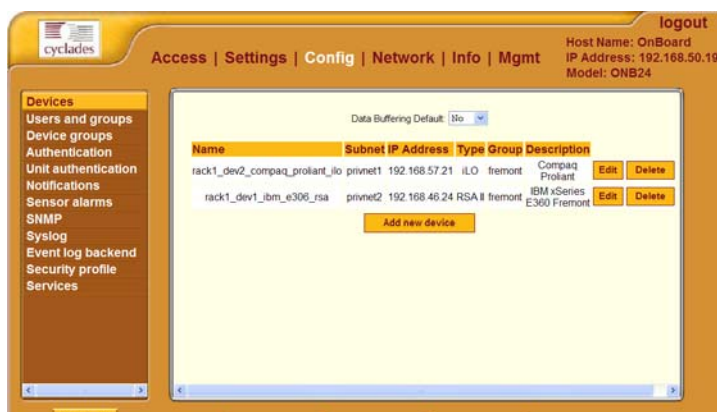 logout
cyclades
Access | Settings | Config | Network | Info | Mgmt
Host Name: OnBoard
IP Address: 192.168.50.19
Model: ONB24
Devices
Users and groups
Device groups
Authentication
Unit authentication
Notifications
Sensor alarms
SNMP
Syslog
Event log backend
Security profile
Services
Data Buffering Default: No
Name Subnet IP Address Type Group Description
rack1_dev2_compaq_proliant_ilo privnet1 192.168.57.21 iLO fremont Compaq Proliant Edit Delete
rack1_dev1_ibm_e306_rsa privnet2 192.168.46.24 RSA II fremont IBM xSeries E360 Fremont Edit Delete
Add new device